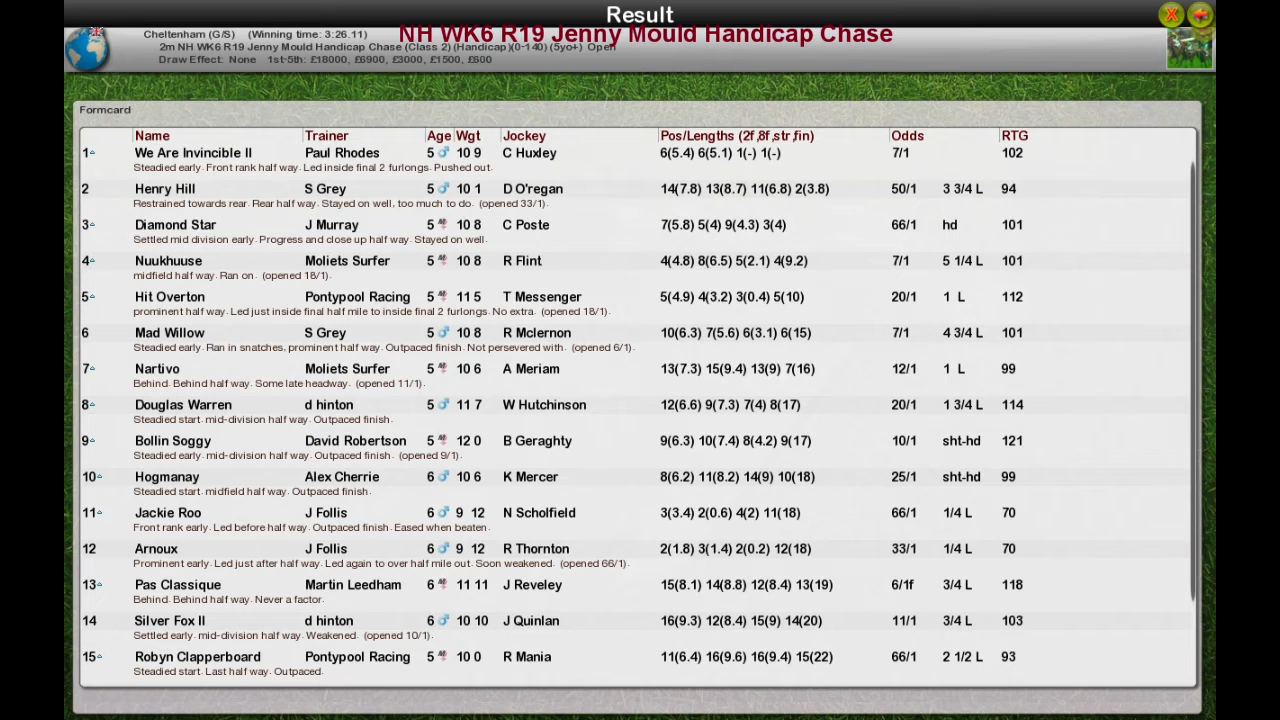 Result
NH WK6 R19 Jenny Mould Handicap Chase
Cheltenham (G/S) (Winning time: 3:26.11)
2m NH WK6 R19 Jenny Mould Handicap Chase (Class 2) (Handicap)(0-140) (5yo+) Open
Draw Effect: None 1st-5th: £18000, £6900, £3000, £1500, £600
Formcard
Name Trainer Age Wgt Jockey Pos/Lengths (2f,8f,str,fin) Odds RTG
1 We Are Invincible II Paul Rhodes 5 10 9 C Huxley 6(5.4) 6(5.1) 1(-) 1(-) 7/1 102
Steadied early. Front rank half way. Led inside final 2 furlongs. Pushed out.
2 Henry Hill S Grey 5 10 1 D O'regan 14(7.8) 13(8.7) 11(6.8) 2(3.8) 50/1 3 3/4 L 94
Restrained towards rear. Rear half way. Stayed on well, too much to do. (opened 33/1).
3 Diamond Star J Murray 5 10 8 C Poste 7(5.8) 5(4) 9(4.3) 3(4) 66/1 hd 101
Settled mid division early. Progress and close up half way. Stayed on well.
4 Nuukhuuse Moliets Surfer 5 10 8 R Flint 4(4.8) 8(6.5) 5(2.1) 4(9.2) 7/1 5 1/4 L 101
midfield half way. Ran on. (opened 18/1).
5 Hit Overton Pontypool Racing 5 11 5 T Messenger 5(4.9) 4(3.2) 3(0.4) 5(10) 20/1 1 L 112
prominent half way. Led just inside final half mile to inside final 2 furlongs. No extra. (opened 18/1).
6 Mad Willow S Grey 5 10 8 R Mclernon 10(6.3) 7(5.6) 6(3.1) 6(15) 7/1 4 3/4 L 101
Steadied early. Ran in snatches, prominent half way. Outpaced finish. Not persevered with. (opened 6/1).
7 Nartivo Moliets Surfer 5 10 6 A Meriam 13(7.3) 15(9.4) 13(9) 7(16) 12/1 1 L 99
Behind. Behind half way. Some late headway. (opened 11/1).
8 Douglas Warren d hinton 5 11 7 W Hutchinson 12(6.6) 9(7.3) 7(4) 8(17) 20/1 1 3/4 L 114
Steadied start. mid-division half way. Outpaced finish.
9 Bollin Soggy David Robertson 5 12 0 B Geraghty 9(6.3) 10(7.4) 8(4.2) 9(17) 10/1 sht-hd 121
Steadied early. mid-division half way. Outpaced finish. (opened 9/1).
10 Hogmanay Alex Cherrie 6 10 6 K Mercer 8(6.2) 11(8.2) 14(9) 10(18) 25/1 sht-hd 99
Steadied start. midfield half way. Outpaced finish.
11 Jackie Roo J Follis 6 9 12 N Scholfield 3(3.4) 2(0.6) 4(2) 11(18) 66/1 1/4 L 70
Front rank early. Led before half way. Outpaced finish. Eased when beaten.
12 Arnoux J Follis 6 9 12 R Thornton 2(1.8) 3(1.4) 2(0.2) 12(18) 33/1 1/4 L 70
Prominent early. Led just after half way. Led again to over half mile out. Soon weakened. (opened 66/1).
13 Pas Classique Martin Leedham 6 11 11 J Reveley 15(8.1) 14(8.8) 12(8.4) 13(19) 6/1f 3/4 L 118
Behind. Behind half way. Never a factor.
14 Silver Fox II d hinton 6 10 10 J Quinlan 16(9.3) 12(8.4) 15(9) 14(20) 11/1 3/4 L 103
Settled early. mid-division half way. Weakened. (opened 10/1).
15 Robyn Clapperboard Pontypool Racing 5 10 0 R Mania 11(6.4) 16(9.6) 16(9.4) 15(22) 66/1 2 1/2 L 93
Steadied start. Last half way. Outpaced.